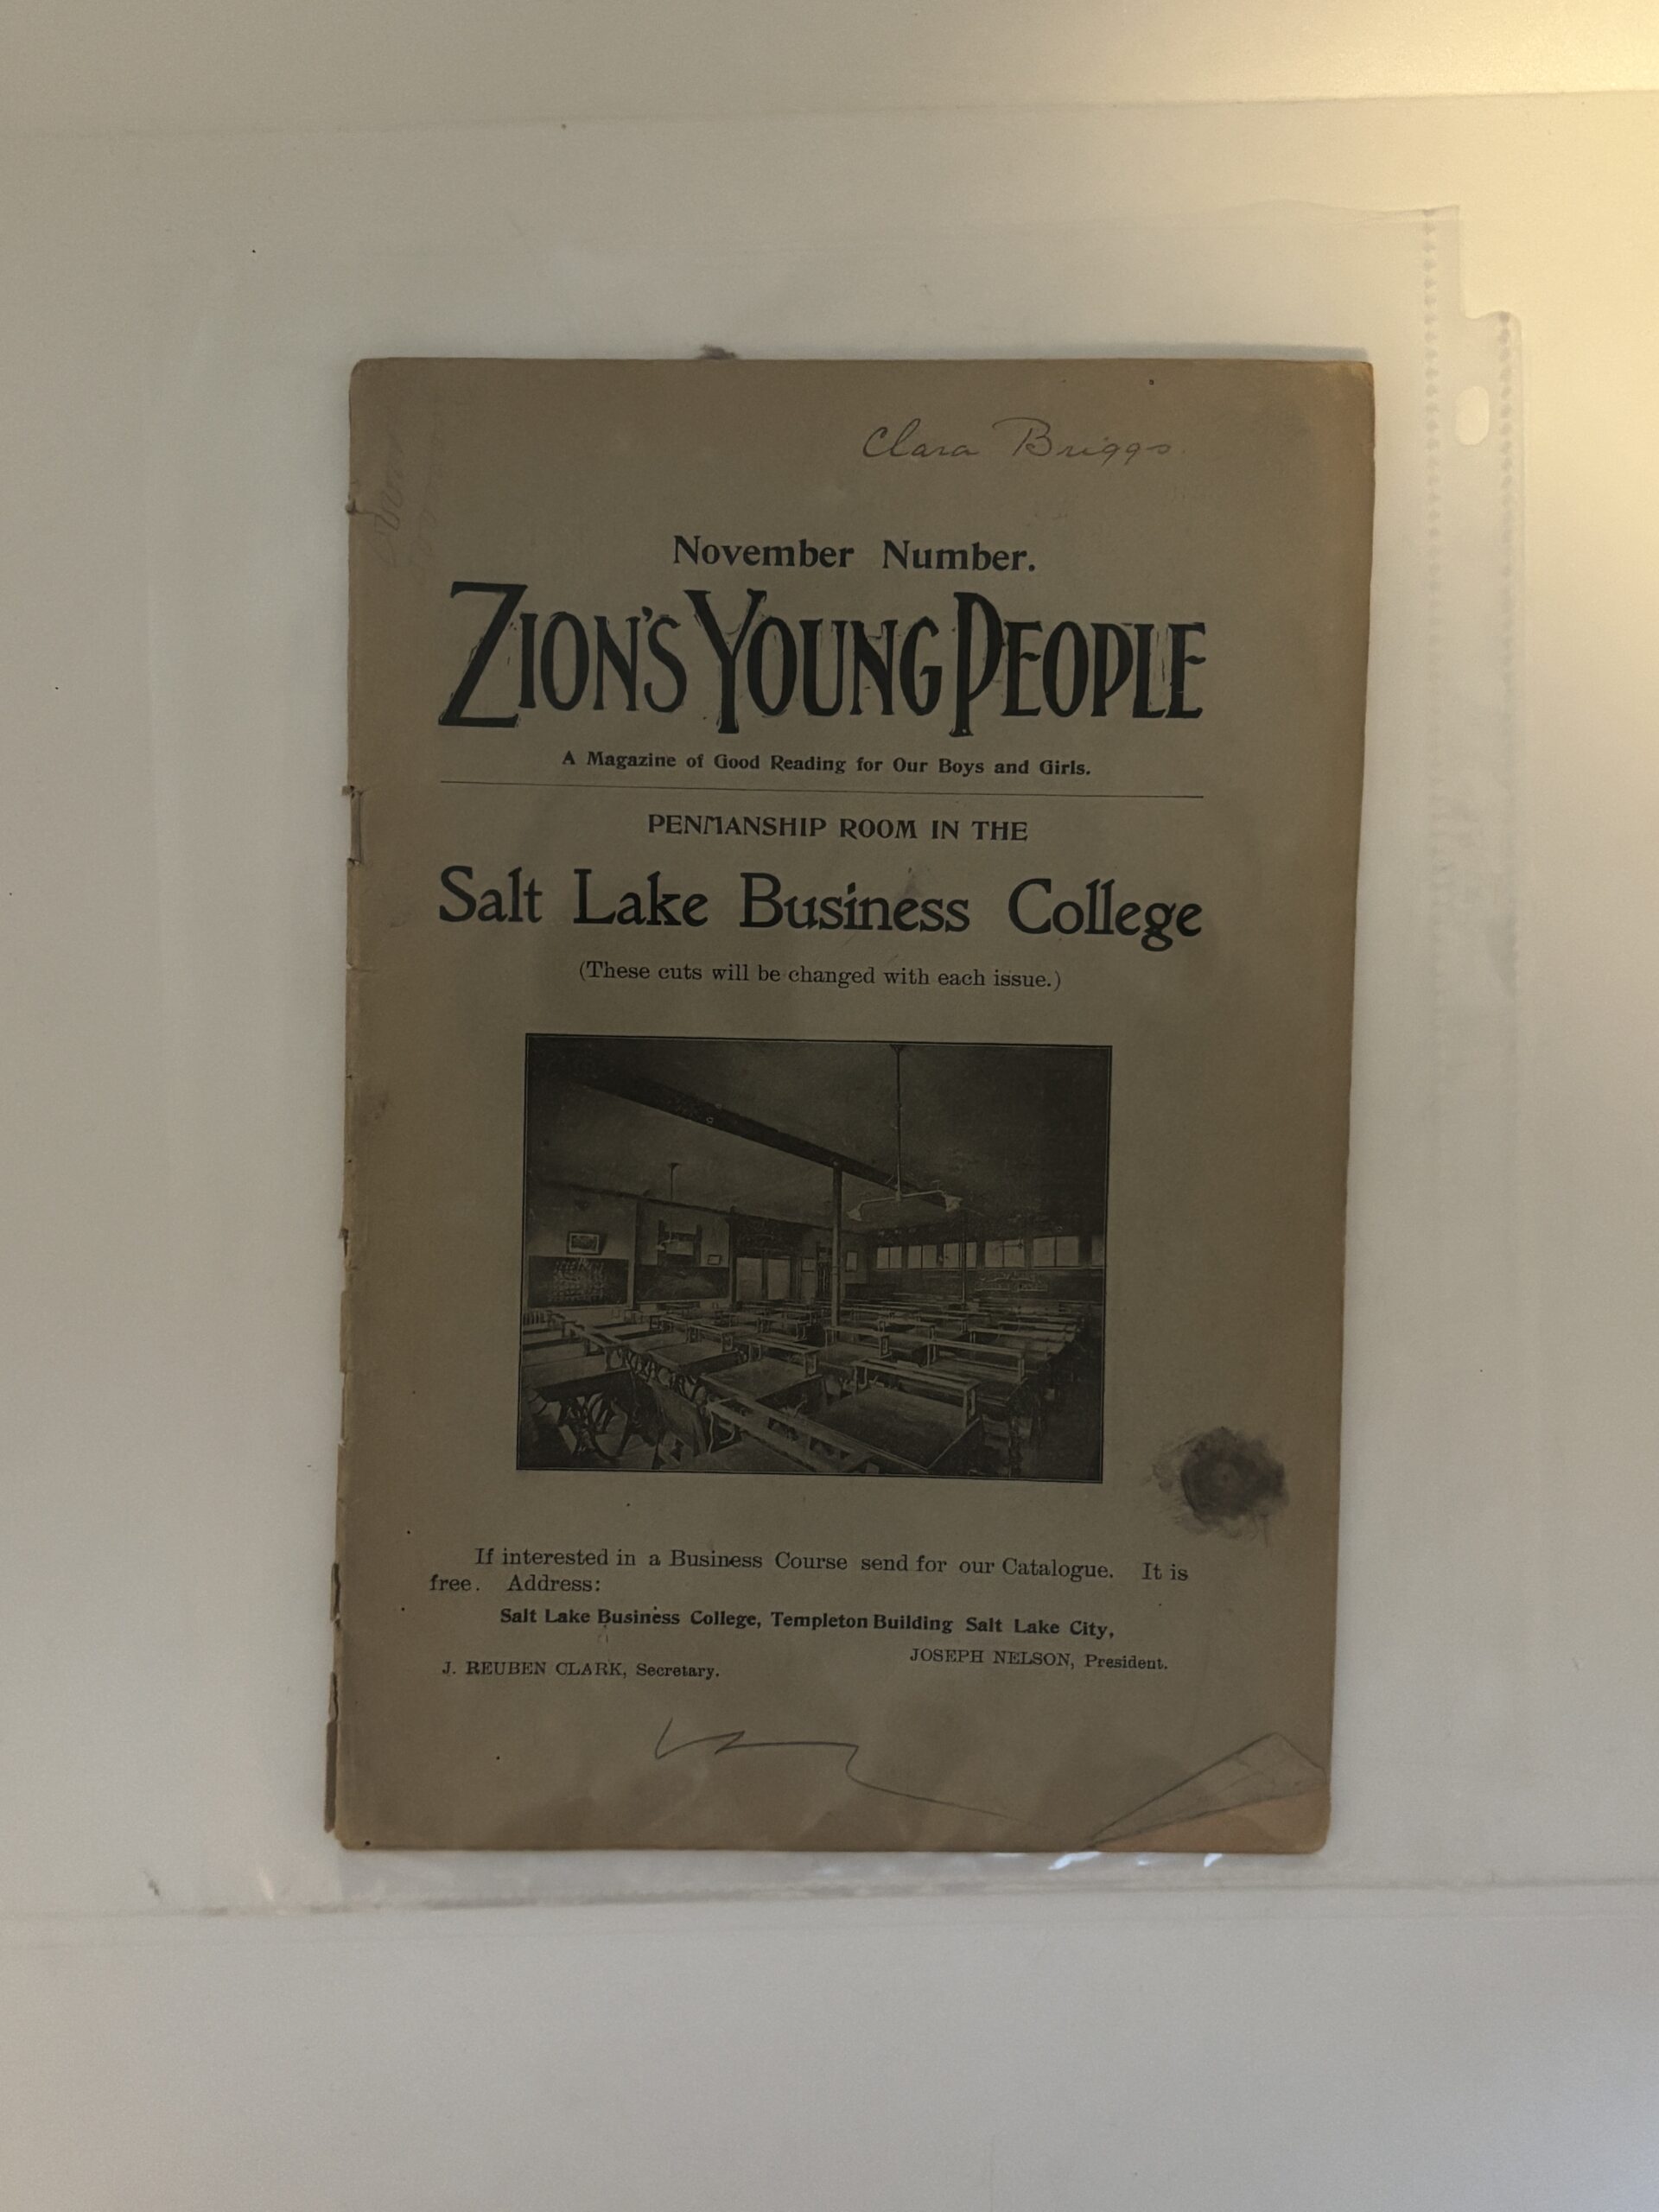 Clara Briggs.
November Number.
ZION'S YOUNG PEOPLE
A Magazine of Good Reading for Our Boys and Girls.
PENMANSHIP ROOM IN THE
Salt Lake Business College
(These cuts will be changed with each issue.)
If interested in a Business Course send for our Catalogue. It is
free. Address:
Salt Lake Business College, Templeton Building Salt Lake City,
JOSEPH NELSON, President.
J. REUBEN CLARK, Secretary.